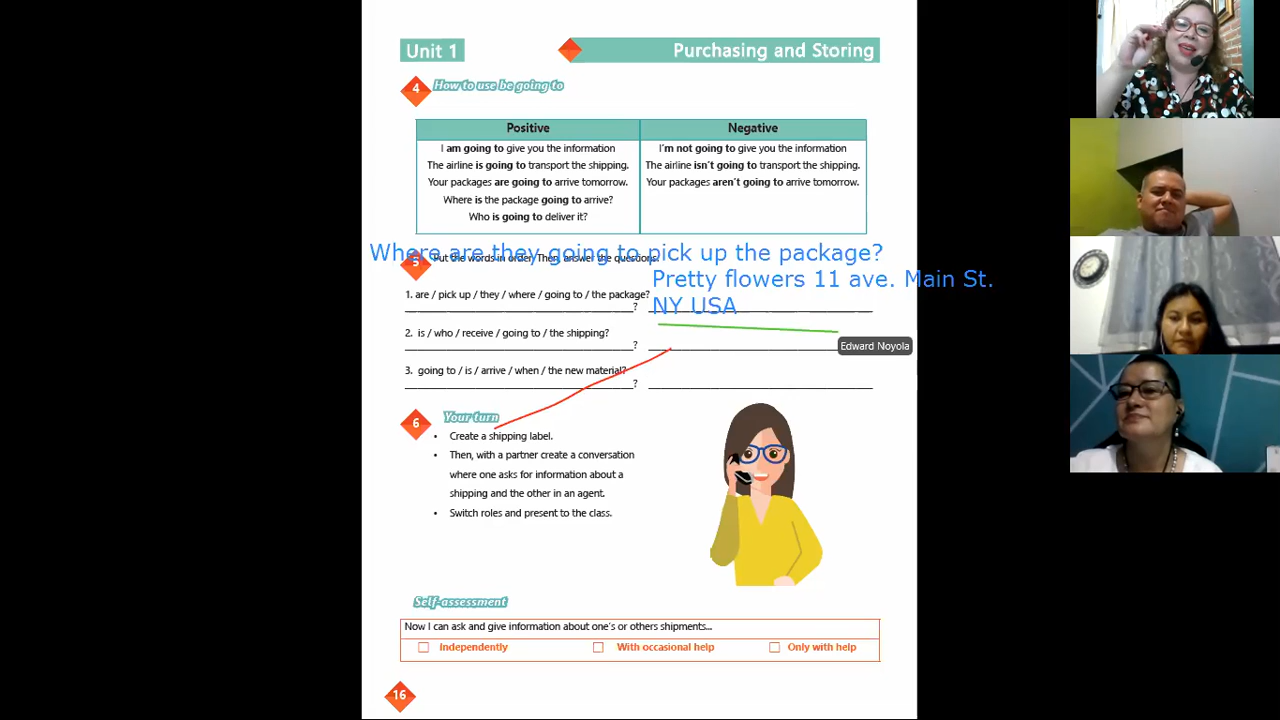 Unit 1
Purchasing and Storing
4
How to use be going to
Positive
Negative
I am going to give you the information
I'm not going to give you the information
The airline is going to transport the shipping.
The airline isn't going to transport the shipping.
Your packages are going to arrive tomorrow.
Your packages aren't going to arrive tomorrow.
Where is the package going to arrive?
Who is going to deliver it?
Where are they going to pick up the package?
5
Put the words in order. Then, answer the questions.
Pretty flowers 11 ave. Main St.
NY USA
1. are / pick up / they / where / going to / the package?
?
2. is / who / receive / going to / the shipping?
?
Edward Noyola
3. going to / is / arrive / when / the new material?
?
6
Your turn
• Create a shipping label.
• Then, with a partner create a conversation
where one asks for information about a
shipping and the other in an agent.
• Switch roles and present to the class.
Self-assessment
Now I can ask and give information about one's or others shipments...
Independently
With occasional help
Only with help
16